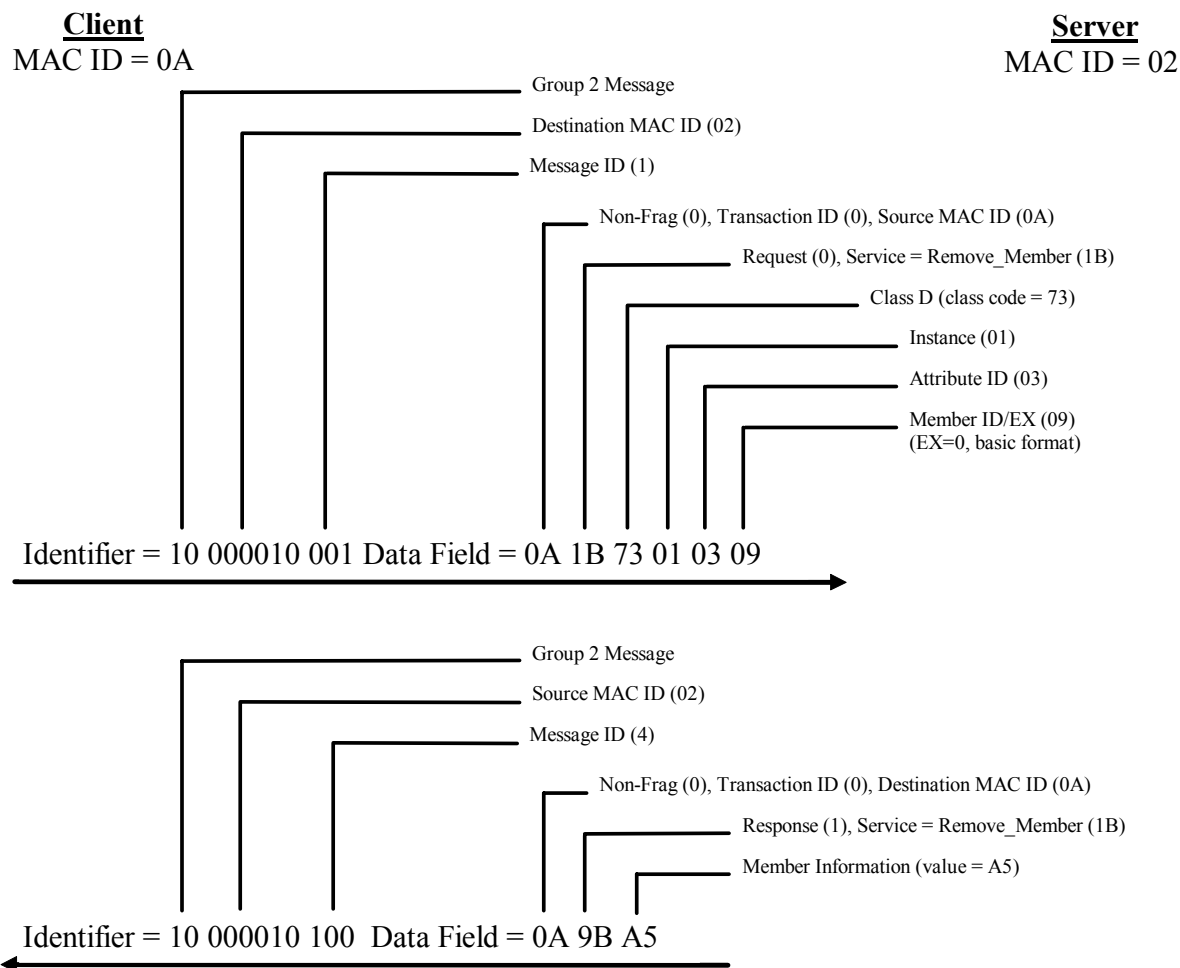 Client
MAC ID = 0A
Server
MAC ID = 02
Group 2 Message
Destination MAC ID (02)
Message ID (1)
Non-Frag (0), Transaction ID (0), Source MAC ID (0A)
Request (0), Service = Remove_Member (1B)
Class D (class code = 73)
Instance (01)
Attribute ID (03)
Member ID/EX (09)
(EX=0, basic format)
Identifier = 10 000010 001 Data Field = 0A 1B 73 01 03 09
Group 2 Message
Source MAC ID (02)
Message ID (4)
Non-Frag (0), Transaction ID (0), Destination MAC ID (0A)
Response (1), Service = Remove_Member (1B)
Member Information (value = A5)
Identifier = 10 000010 100 Data Field = 0A 9B A5